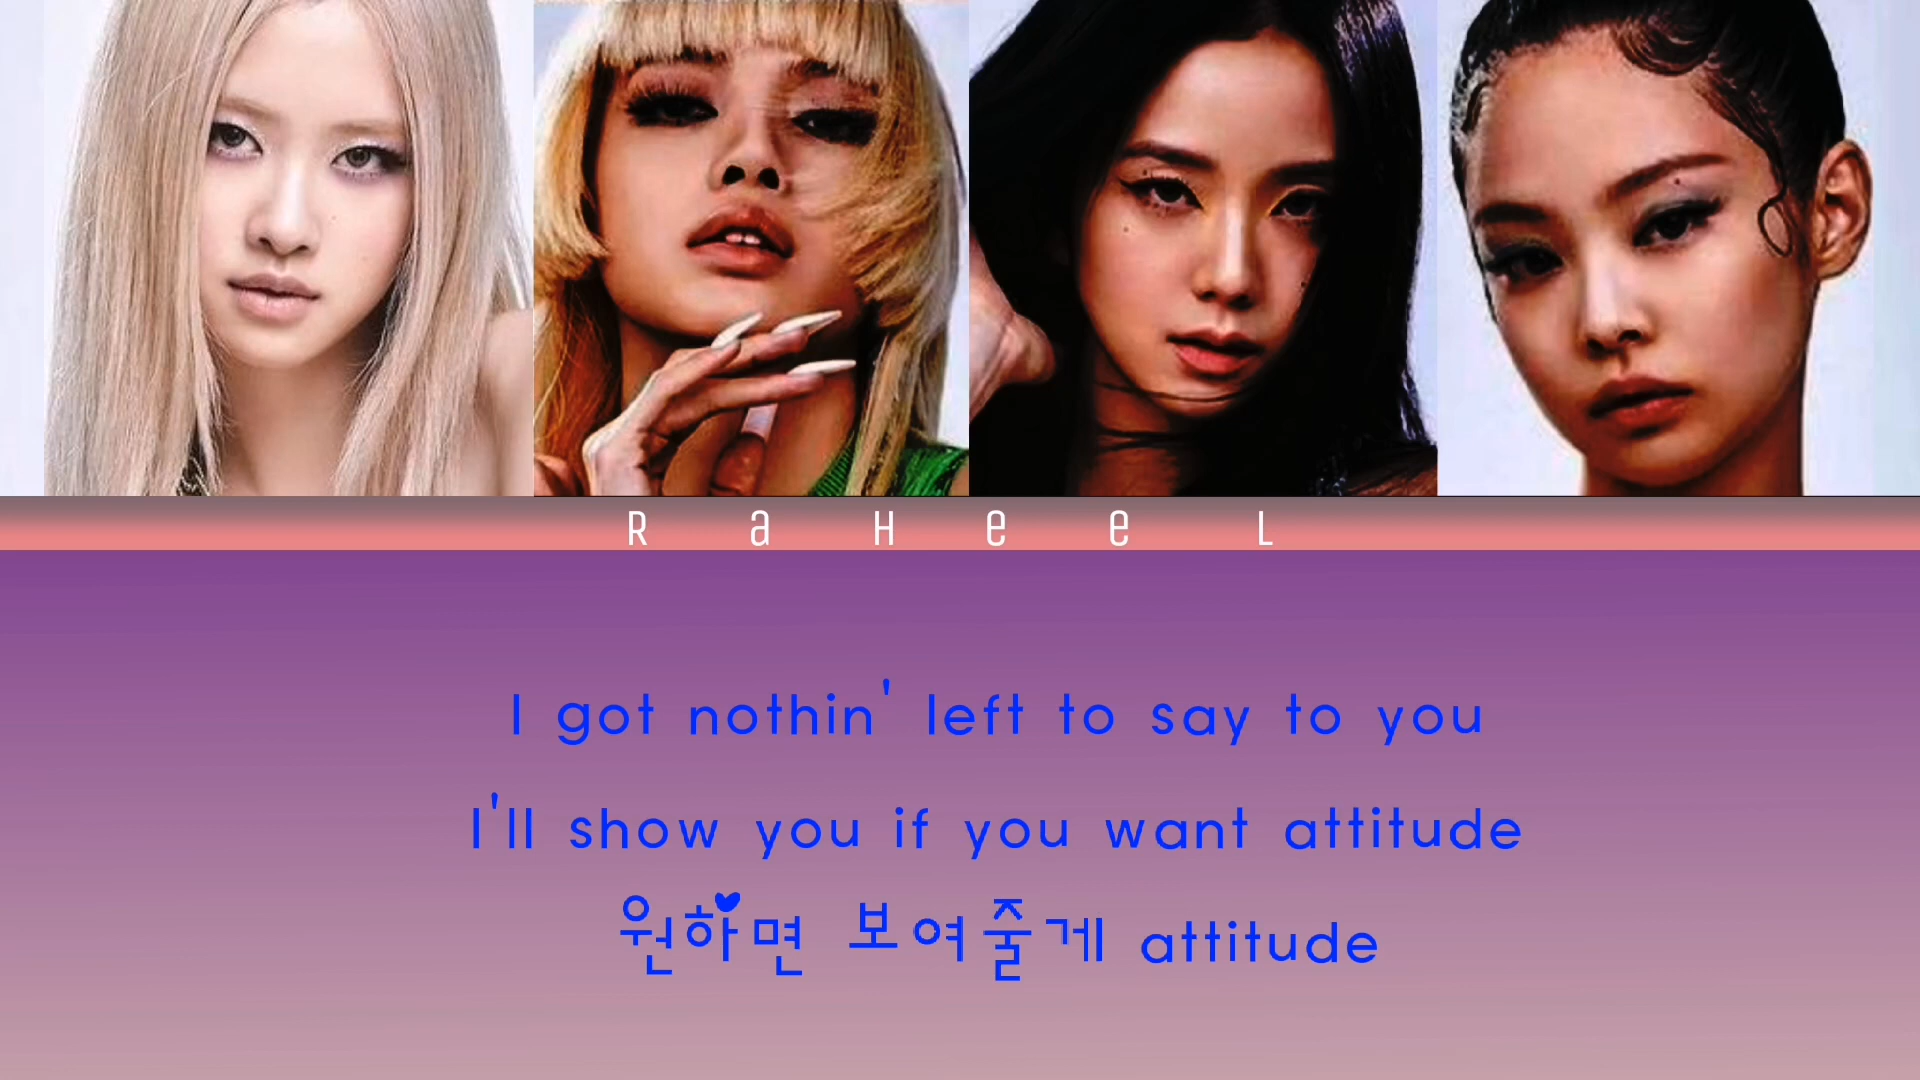 R a H e e L
I got nothin' left to say to you
I'll show you if you want attitude
원하면 보여줄게 attitude